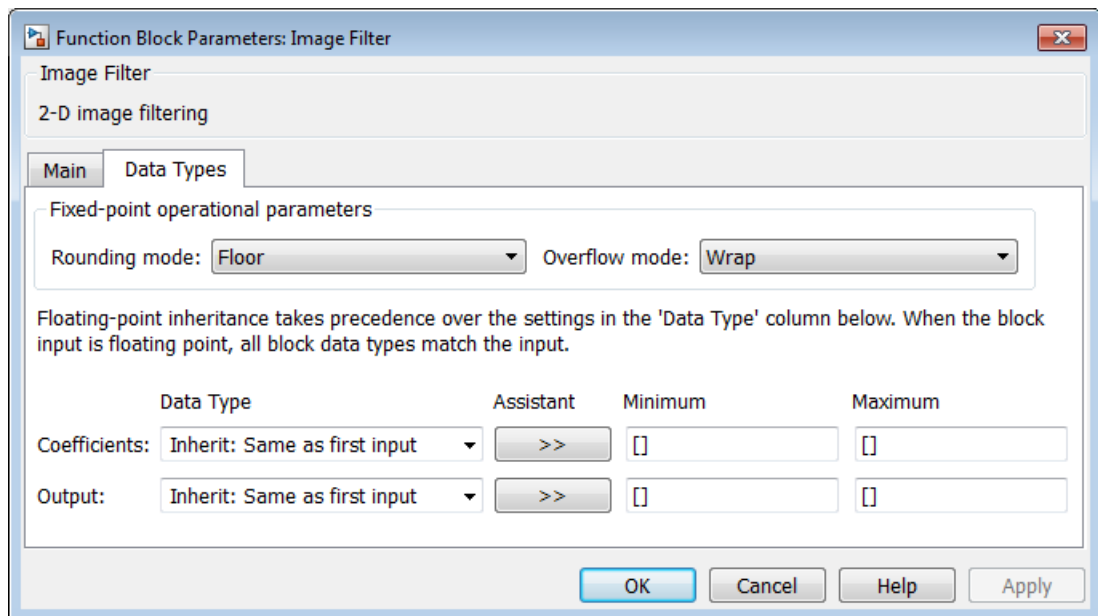 Function Block Parameters: Image Filter
Image Filter
2-D image filtering
Main Data Types
Fixed-point operational parameters
Rounding mode: Floor Overflow mode: Wrap
Floating-point inheritance takes precedence over the settings in the 'Data Type' column below. When the block
input is floating point, all block data types match the input.
Data Type Assistant Minimum Maximum
Coefficients: Inherit: Same as first input >> [] []
Output: Inherit: Same as first input >> [] []
OK Cancel Help Apply